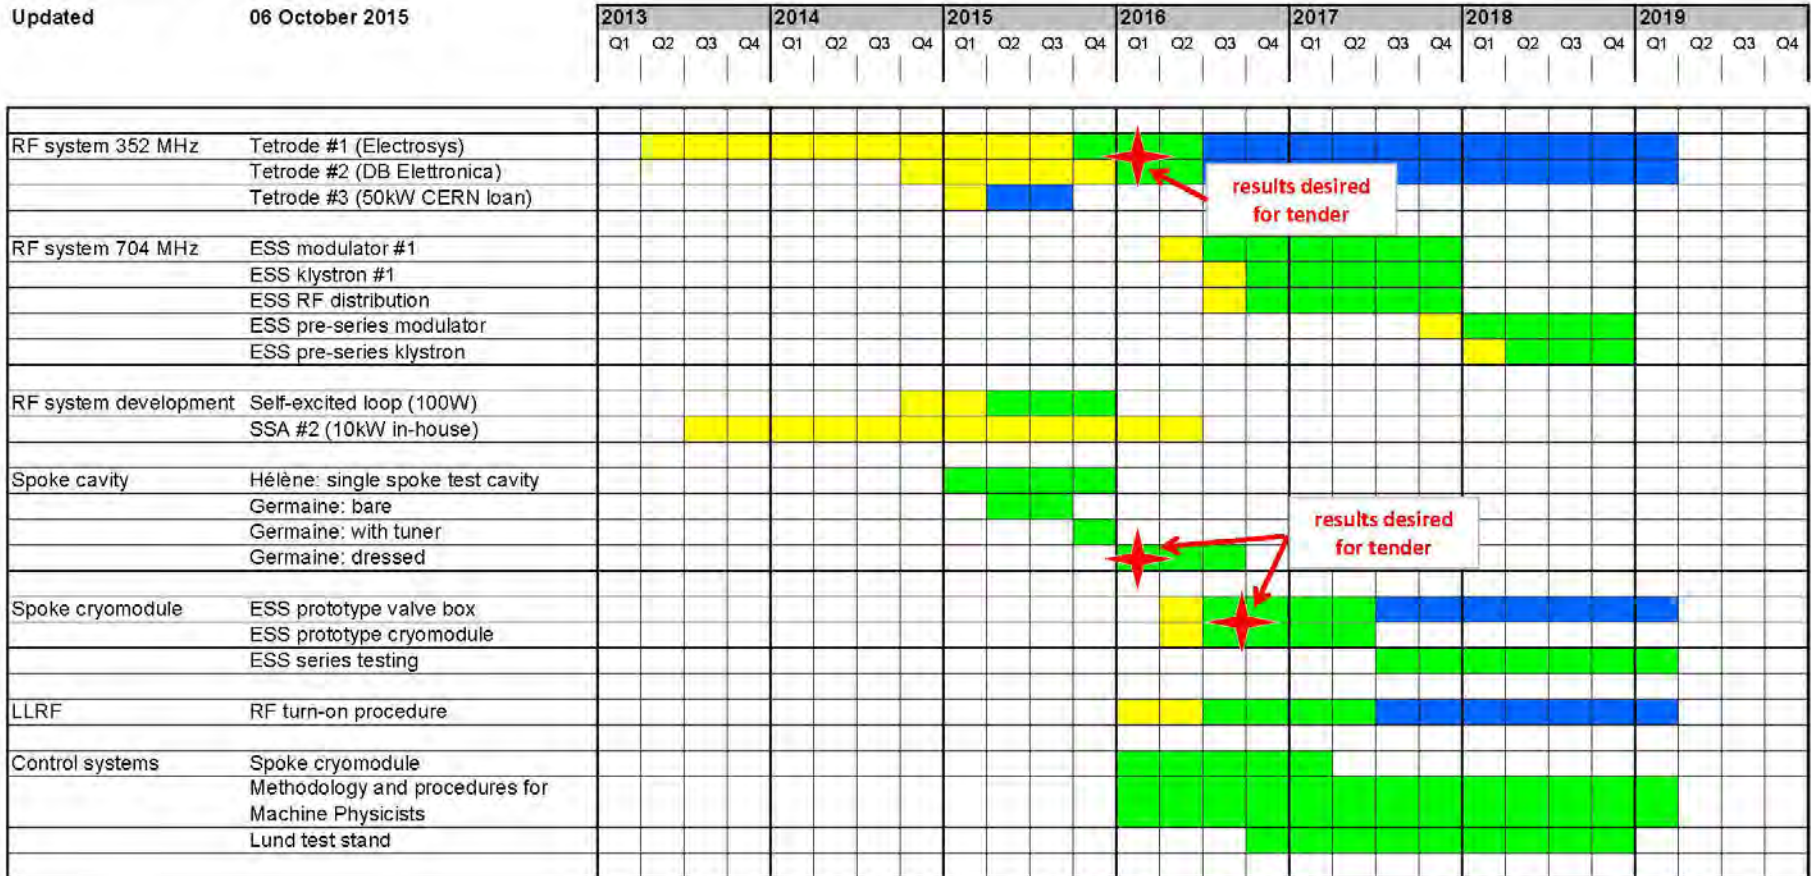 Updated 06 October 2015 2013 2014 2015 2016 2017 2018 2019
Q1 Q2 Q3 Q4 Q1 Q2 Q3 Q4 Q1 Q2 Q3 Q4 Q1 Q2 Q3 Q4 Q1 Q2 Q3 Q4 Q1 Q2 Q3 Q4 Q1 Q2 Q3 Q4
RF system 352 MHz Tetrode #1 (Electrosys)
Tetrode #2 (DB Elettronica)
Tetrode #3 (50kW CERN loan)
results desired
for tender
RF system 704 MHz ESS modulator #1
ESS klystron #1
ESS RF distribution
ESS pre-series modulator
ESS pre-series klystron
RF system development Self-excited loop (100W)
SSA #2 (10kW in-house)
Spoke cavity Hélène: single spoke test cavity
Germaine: bare
Germaine: with tuner
Germaine: dressed
results desired
for tender
Spoke cryomodule ESS prototype valve box
ESS prototype cryomodule
ESS series testing
LLRF RF turn-on procedure
Control systems Spoke cryomodule
Methodology and procedures for
Machine Physicists
Lund test stand